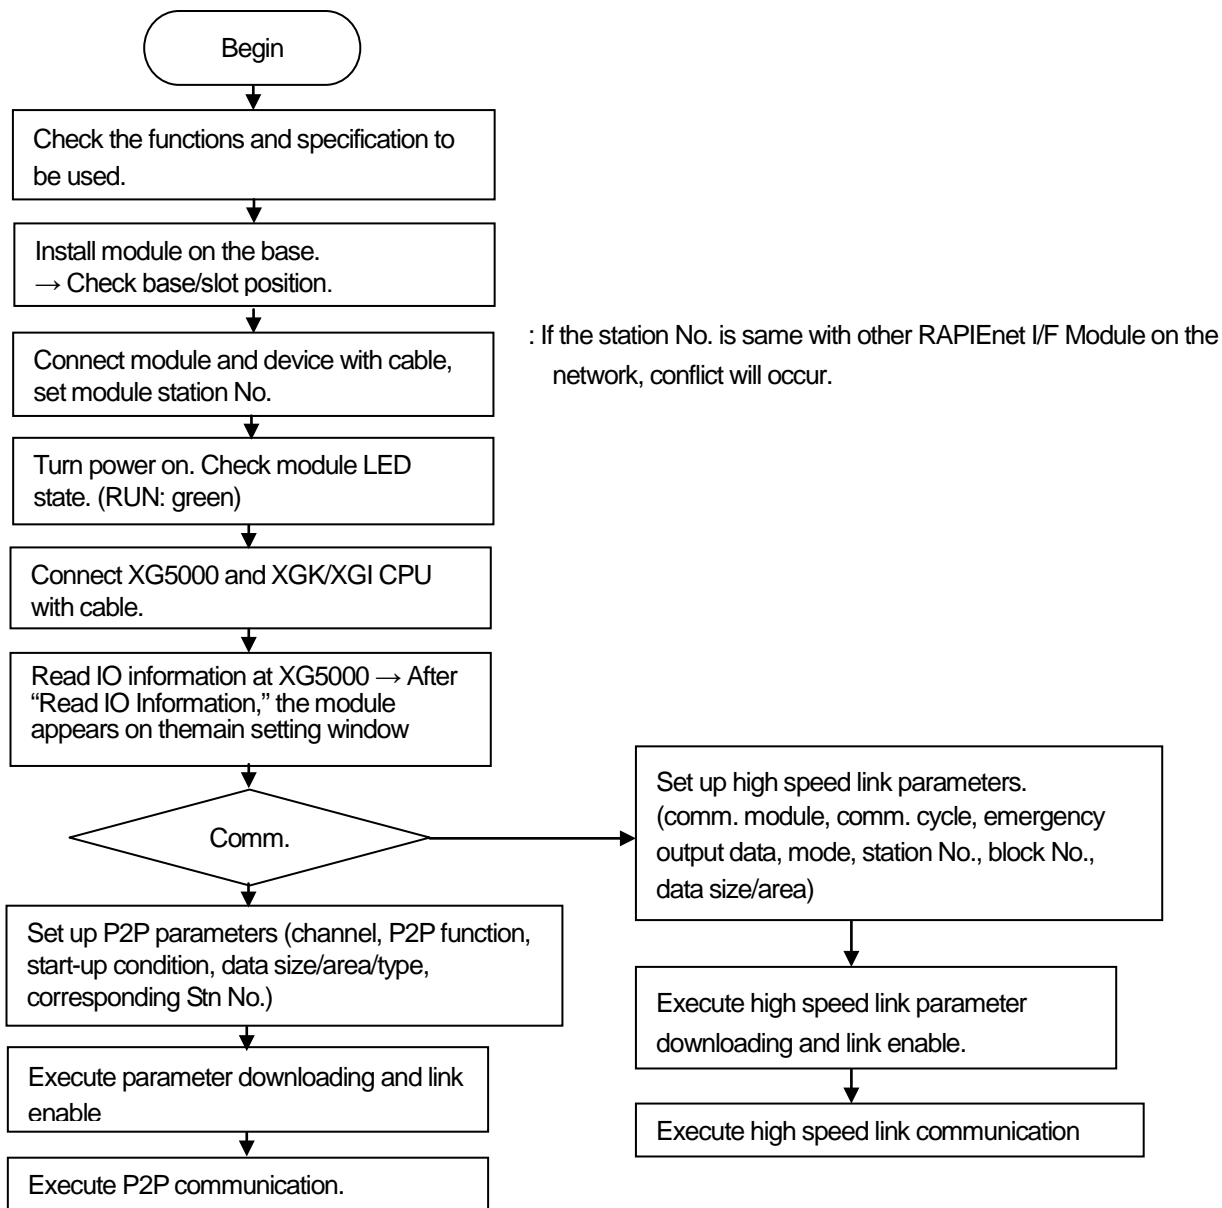 Begin
Check the functions and specification to
be used.
Install module on the base.
→ Check base/slot position.
Connect module and device with cable,
set module station No.
: If the station No. is same with other RAPIEnet I/F Module on the
network, conflict will occur.
Turn power on. Check module LED
state. (RUN: green)
Connect XG5000 and XGK/XGI CPU
with cable.
Read IO information at XG5000 → After
“Read IO Information,” the module
appears on themain setting window
Comm.
Set up P2P parameters (channel, P2P function,
start-up condition, data size/area/type,
corresponding Stn No.)
Execute parameter downloading and link
enable
Execute P2P communication.
Set up high speed link parameters.
(comm. module, comm. cycle, emergency
output data, mode, station No., block No.,
data size/area)
Execute high speed link parameter
downloading and link enable.
Execute high speed link communication